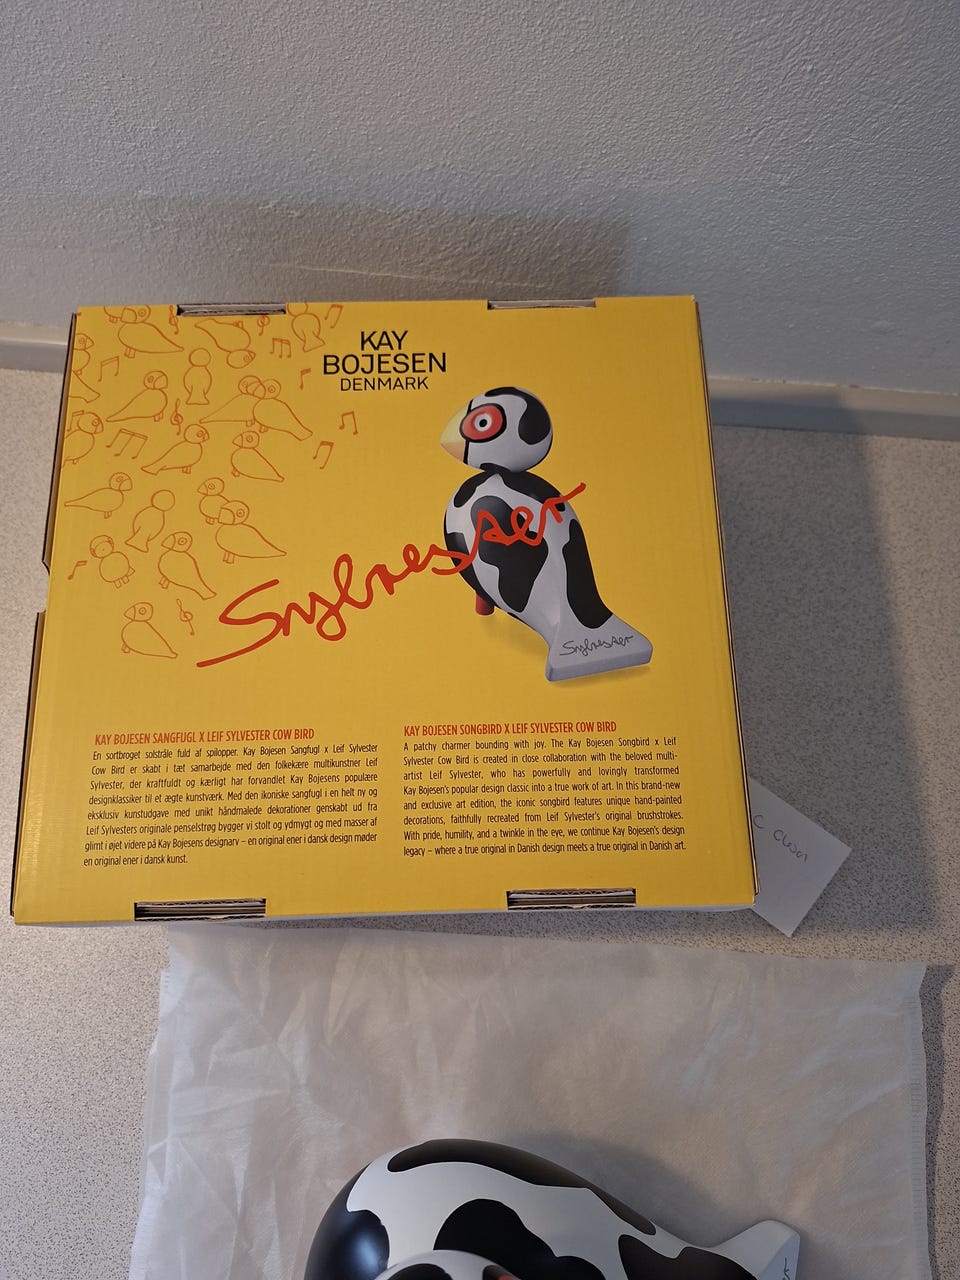 KAY
BOJESEN
DENMARK
Sylvester
Sylvester
KAY BOJESEN SANGFUGL X LEIF SYLVESTER COW BIRD
En sortbroget solstråle fuld af spilopper. Kay Bojesen Sangfugl x Leif Sylvester
Cow Bird er skabt i tæt samarbejde med den folkekære multikunstner Leif
Sylvester, der kraftfuldt og kærligt har forvandlet Kay Bojesens populære
designklassiker til et ægte kunstværk. Med den ikoniske sangfugl i en helt ny og
eksklusiv kunstudgave med unikt håndmalede dekorationer genskabt ud fra
Leif Sylvesters originale penselstrøg bygger vi stolt og ydmygt og med masser af
glimt i øjet videre på Kay Bojesens designarv – en original ener i dansk design møder
en original ener i dansk kunst.
KAY BOJESEN SONGBIRD X LEIF SYLVESTER COW BIRD
A patchy charmer bounding with joy. The Kay Bojesen Songbird x Leif
Sylvester Cow Bird is created in close collaboration with the beloved multi-
artist Leif Sylvester, who has powerfully and lovingly transformed
Kay Bojesen's popular design classic into a true work of art. In this brand-new
and exclusive art edition, the iconic songbird features unique hand-painted
decorations, faithfully recreated from Leif Sylvester's original brushstrokes.
With pride, humility, and a twinkle in the eye, we continue Kay Bojesen's design
legacy – where a true original in Danish design meets a true original in Danish art.